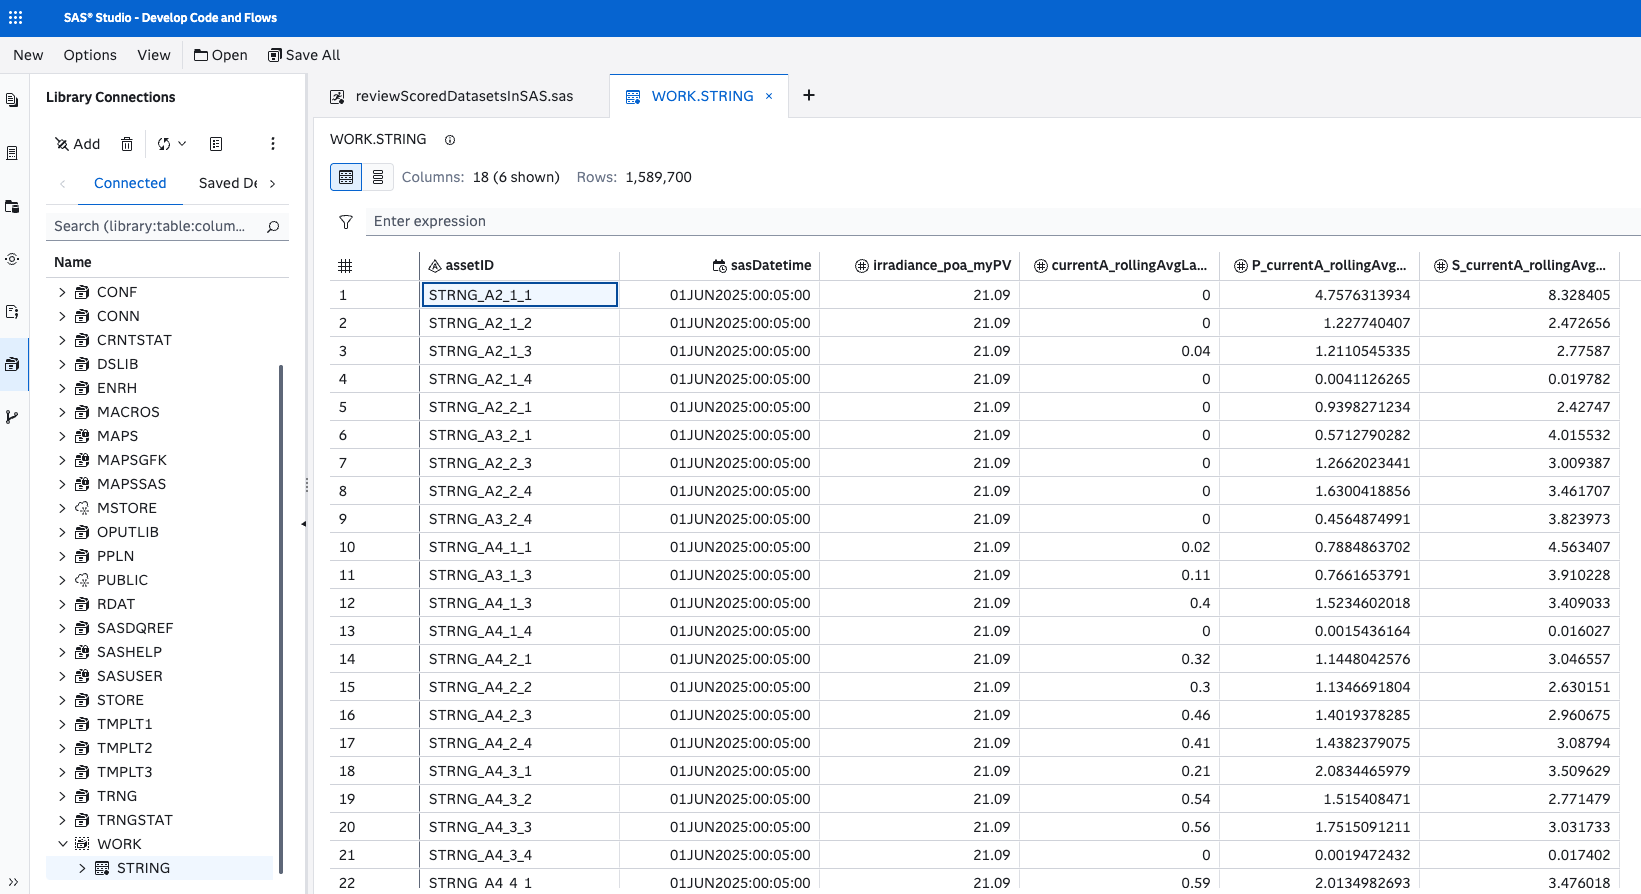 SAS® Studio - Develop Code and Flows
New Options View Open Save All
Library Connections
Add
Connected Saved De
Search (library:table:colum...
Name
CONF
CONN
CRNTSTAT
DSLIB
ENRH
MACROS
MAPS
MAPSGFK
MAPSSAS
MSTORE
OPUTLIB
PPLN
PUBLIC
RDAT
SASDQREF
SASHELP
SASUSER
STORE
TMPLT1
TMPLT2
TMPLT3
TRNG
TRNGSTAT
WORK
STRING
reviewScoredDatasetsInSAS.sas WORK.STRING × +
WORK.STRING
Columns: 18 (6 shown) Rows: 1,589,700
Enter expression
# assetID sasDatetime irradiance_poa_myPV currentA_rollingAvgLa... P_currentA_rollingAvg... S_currentA_rollingAvg...
1 STRNG_A2_1_1 01JUN2025:00:05:00 21.09 0 4.7576313934 8.328405
2 STRNG_A2_1_2 01JUN2025:00:05:00 21.09 0 1.227740407 2.472656
3 STRNG_A2_1_3 01JUN2025:00:05:00 21.09 0.04 1.2110545335 2.77587
4 STRNG_A2_1_4 01JUN2025:00:05:00 21.09 0 0.0041126265 0.019782
5 STRNG_A2_2_1 01JUN2025:00:05:00 21.09 0 0.9398271234 2.42747
6 STRNG_A3_2_1 01JUN2025:00:05:00 21.09 0 0.5712790282 4.015532
7 STRNG_A2_2_3 01JUN2025:00:05:00 21.09 0 1.2662023441 3.009387
8 STRNG_A2_2_4 01JUN2025:00:05:00 21.09 0 1.6300418856 3.461707
9 STRNG_A3_2_4 01JUN2025:00:05:00 21.09 0 0.4564874991 3.823973
10 STRNG_A4_1_1 01JUN2025:00:05:00 21.09 0.02 0.7884863702 4.563407
11 STRNG_A3_1_3 01JUN2025:00:05:00 21.09 0.11 0.7661653791 3.910228
12 STRNG_A4_1_3 01JUN2025:00:05:00 21.09 0.4 1.5234602018 3.409033
13 STRNG_A4_1_4 01JUN2025:00:05:00 21.09 0 0.0015436164 0.016027
14 STRNG_A4_2_1 01JUN2025:00:05:00 21.09 0.32 1.1448042576 3.046557
15 STRNG_A4_2_2 01JUN2025:00:05:00 21.09 0.3 1.1346691804 2.630151
16 STRNG_A4_2_3 01JUN2025:00:05:00 21.09 0.46 1.4019378285 2.960675
17 STRNG_A4_2_4 01JUN2025:00:05:00 21.09 0.41 1.4382379075 3.08794
18 STRNG_A4_3_1 01JUN2025:00:05:00 21.09 0.21 2.0834465979 3.509629
19 STRNG_A4_3_2 01JUN2025:00:05:00 21.09 0.54 1.515408471 2.771479
20 STRNG_A4_3_3 01JUN2025:00:05:00 21.09 0.56 1.7515091211 3.031733
21 STRNG_A4_3_4 01JUN2025:00:05:00 21.09 0 0.0019472432 0.017402
22 STRNG_A4_4_1 01JUN2025:00:05:00 21.09 0.59 2.0134982693 3.476018